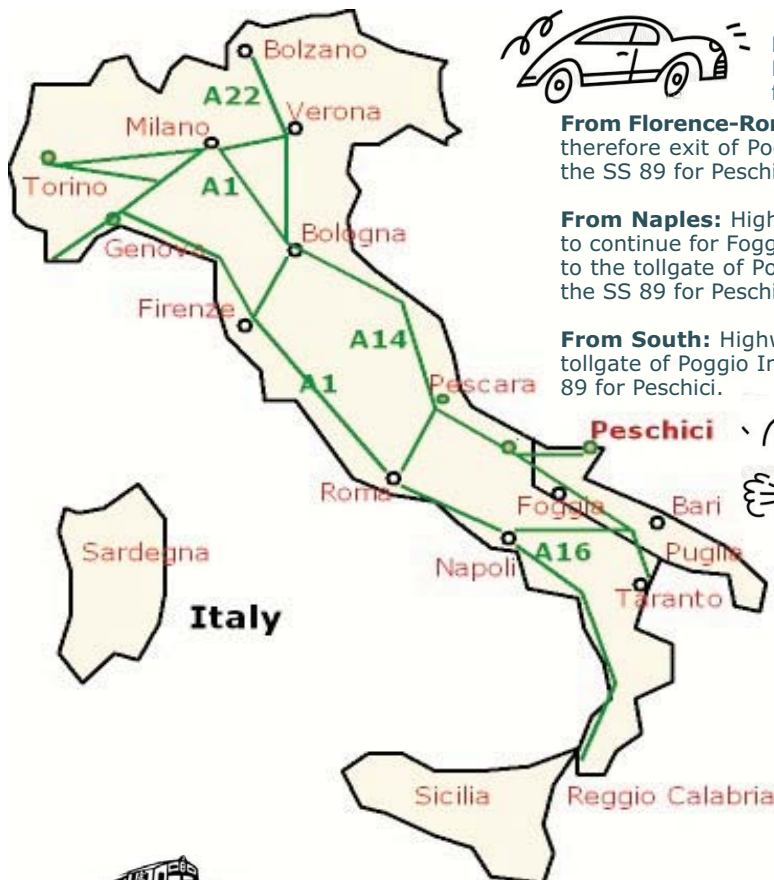 Bolzano
A22
Verona
Milano
Torino
A1
Genova
Bologna
Firenze
A14
A1
Pescara
Peschici
Roma
Foggia
Bari
Sardegna
Napoli
A16
Puglia
Taranto
Italy
Sicilia
Reggio Calabria
From Florence-Rom
therefore exit of Po
the SS 89 for Peschi
From Naples: High
to continue for Fogg
to the tollgate of Po
the SS 89 for Peschi
From South: Highw
tollgate of Poggio In
89 for Peschici.